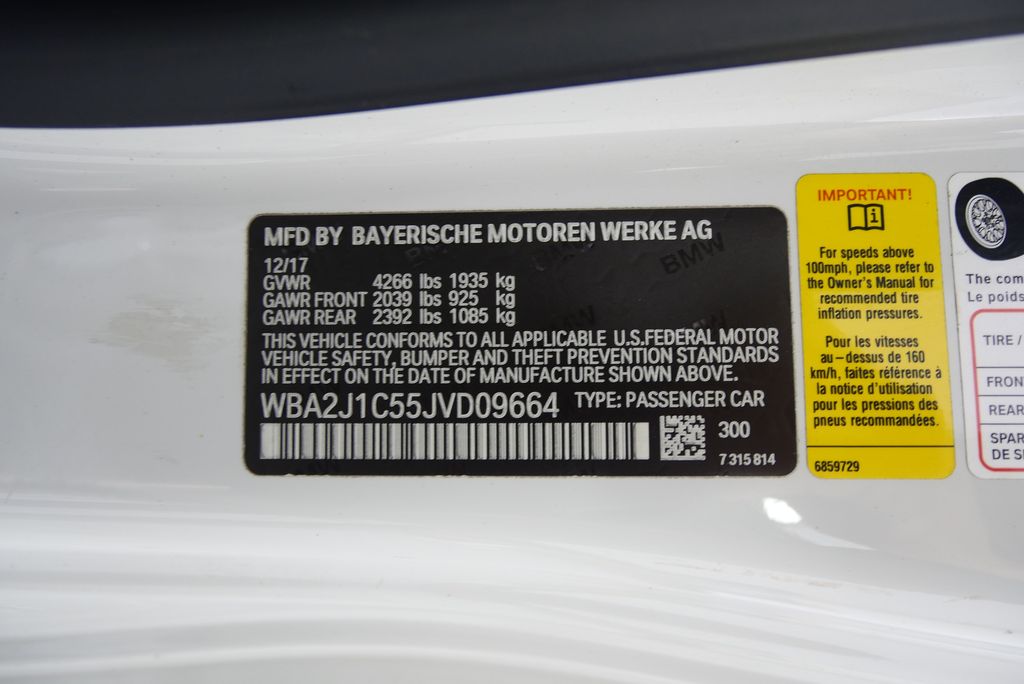 MFD BY BAYERISCHE MOTOREN WERKE AG
12/17
GVWR 4266 lbs 1935 kg
GAWR FRONT 2039 lbs 925 kg
GAWR REAR 2392 lbs 1085 kg
THIS VEHICLE CONFORMS TO ALL APPLICABLE U.S.FEDERAL MOTOR
VEHICLE SAFETY, BUMPER AND THEFT PREVENTION STANDARDS
IN EFFECT ON THE DATE OF MANUFACTURE SHOWN ABOVE.
WBA2J1C55JVD09664 TYPE: PASSENGER CAR
300
7315814
BMW
IMPORTANT!
For speeds above
100mph, please refer to
the Owner's Manual for
recommended tire
inflation pressures.
Pour les vitesses
au–dessus de 160
km/h, faites référence à
la notice d'utilisation
pour les pressions des
pneus recommandées.
6859729
The com
Le poids
TIRE /
FRON
REAR
SPAR
DE S